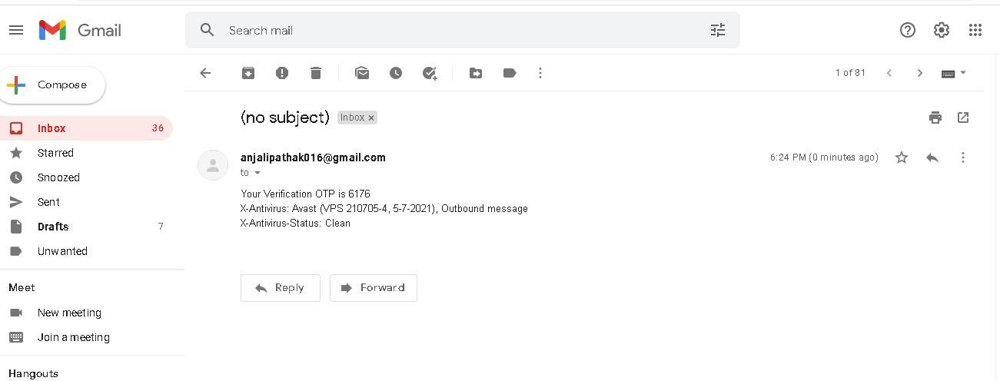 Gmail
Search mail
Compose
1 of 81
Inbox 36
Starred
Snoozed
Sent
Drafts 7
Unwanted
Meet
New meeting
Join a meeting
Hangouts
(no subject) Inbox x
anjalipathak016@gmail.com 6:24 PM (0 minutes ago)
to
Your Verification OTP is 6176
X-Antivirus: Avast (VPS 210705-4, 5-7-2021), Outbound message
X-Antivirus-Status: Clean
Reply Forward